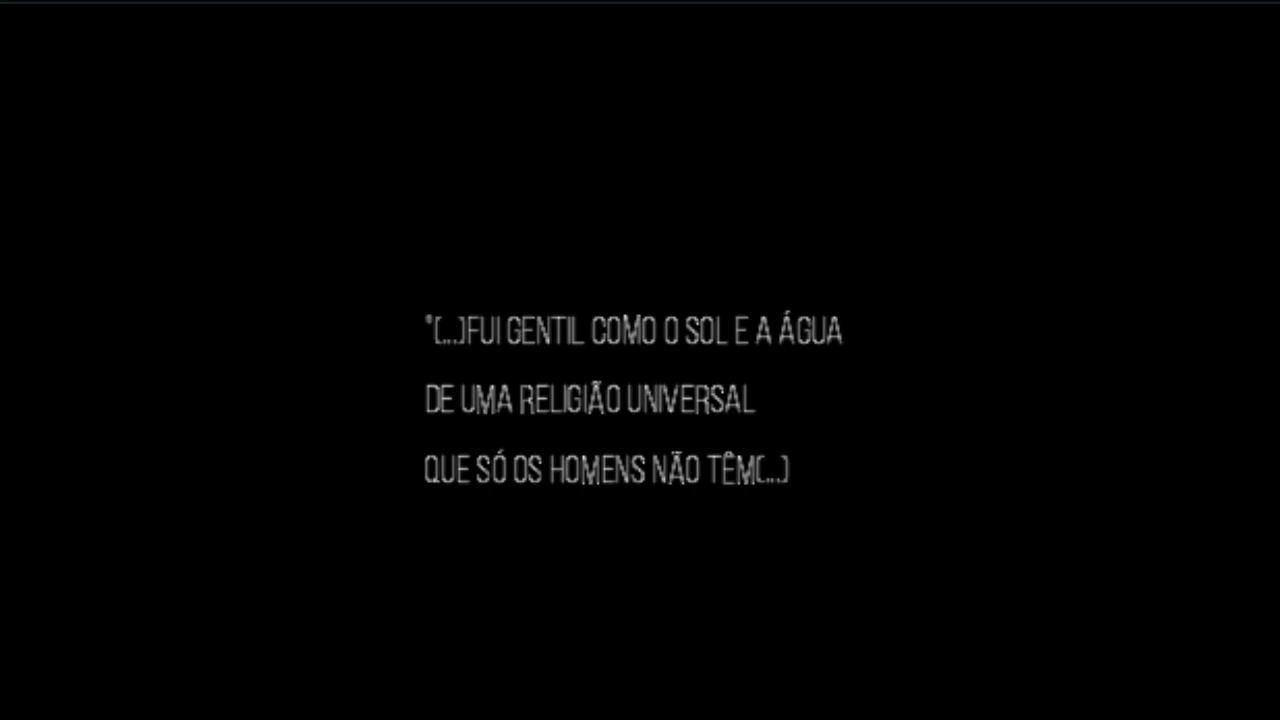 "(...)FUI GENTIL COMO O SOL E A ÁGUA
DE UMA RELIGIÃO UNIVERSAL
QUE SÓ OS HOMENS NÃO TÊM(...)